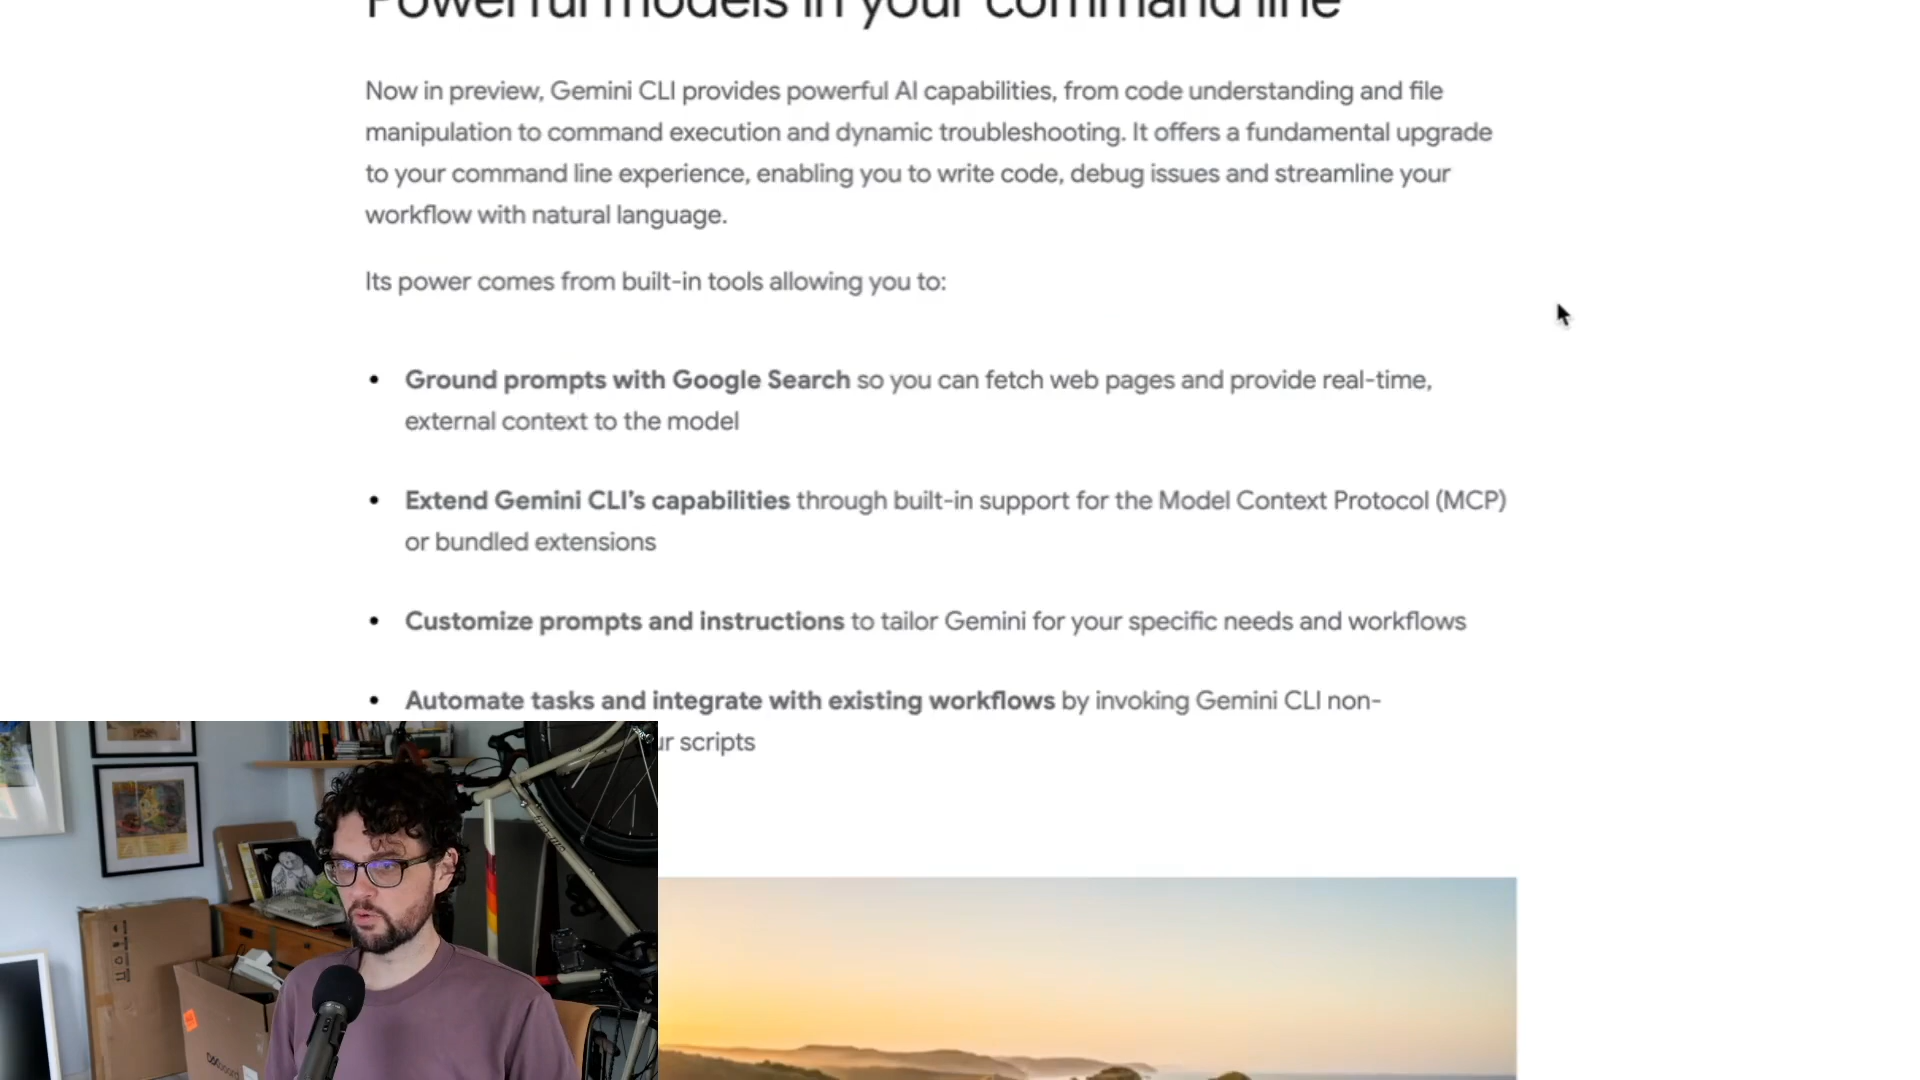 Powerful models in your command line
Now in preview, Gemini CLI provides powerful AI capabilities, from code understanding and file
manipulation to command execution and dynamic troubleshooting. It offers a fundamental upgrade
to your command line experience, enabling you to write code, debug issues and streamline your
workflow with natural language.
Its power comes from built-in tools allowing you to:
• Ground prompts with Google Search so you can fetch web pages and provide real-time,
external context to the model
• Extend Gemini CLI’s capabilities through built-in support for the Model Context Protocol (MCP)
or bundled extensions
• Customize prompts and instructions to tailor Gemini for your specific needs and workflows
• Automate tasks and integrate with existing workflows by invoking Gemini CLI non-
scripts